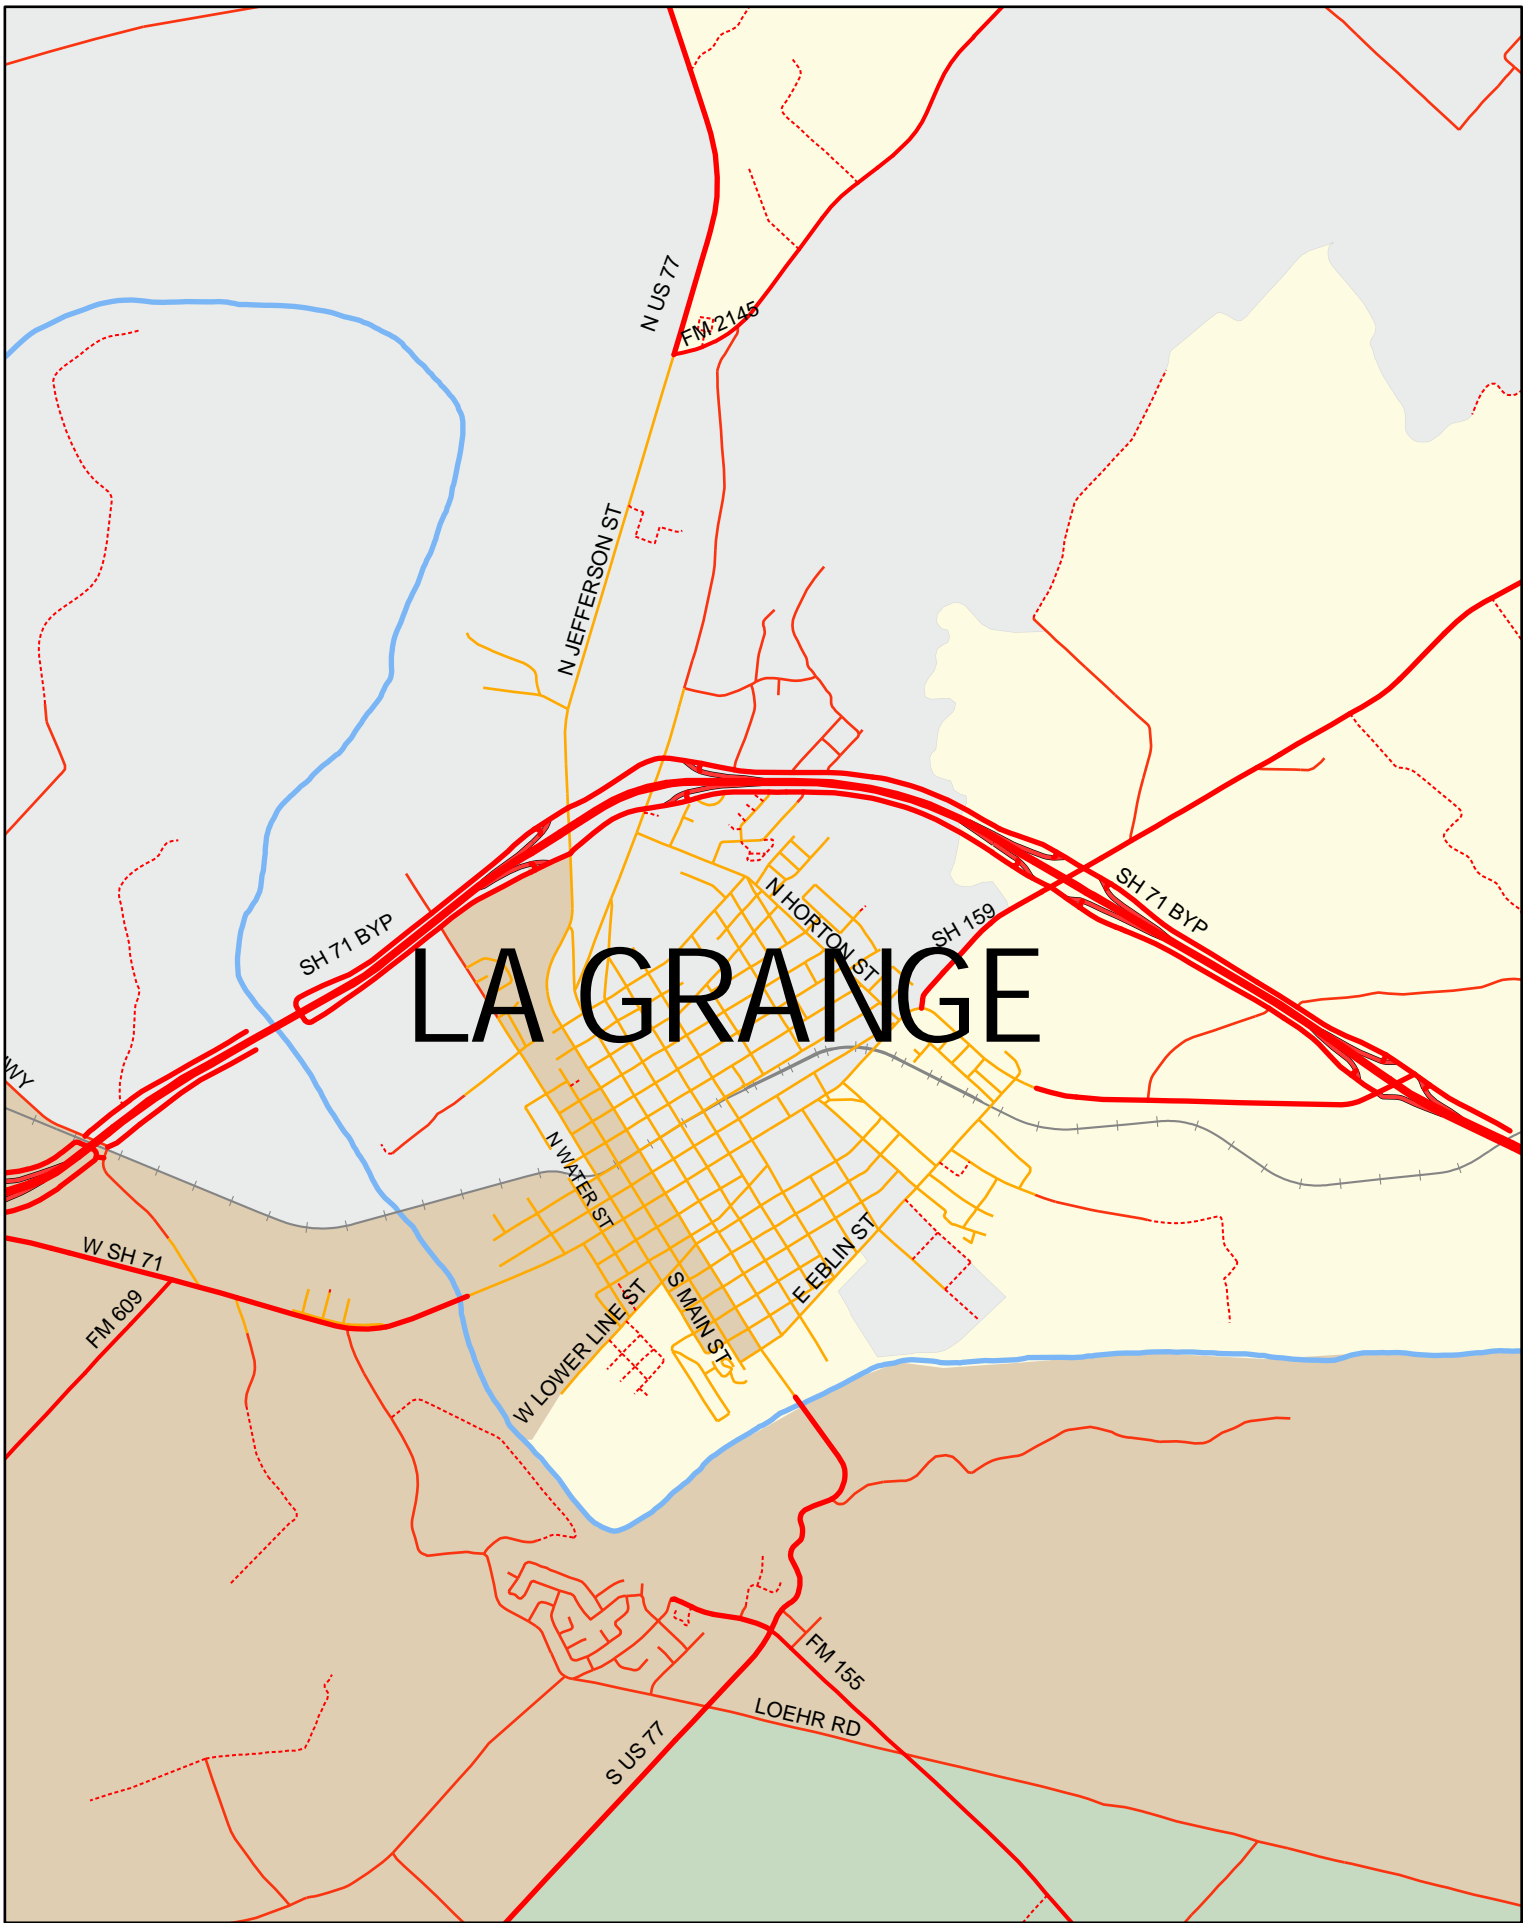 N US 77
FM 2145
N JEFFERSON ST
SH 71 BYP
N HORTON ST
SH 159
SH 71 BYP
LA GRANGE
WY
N WATER ST
W SH 71
FM 609
E EBLIN ST
S MAIN ST
W LOWER LINE ST
FM 155
LOEHR RD
S US 77